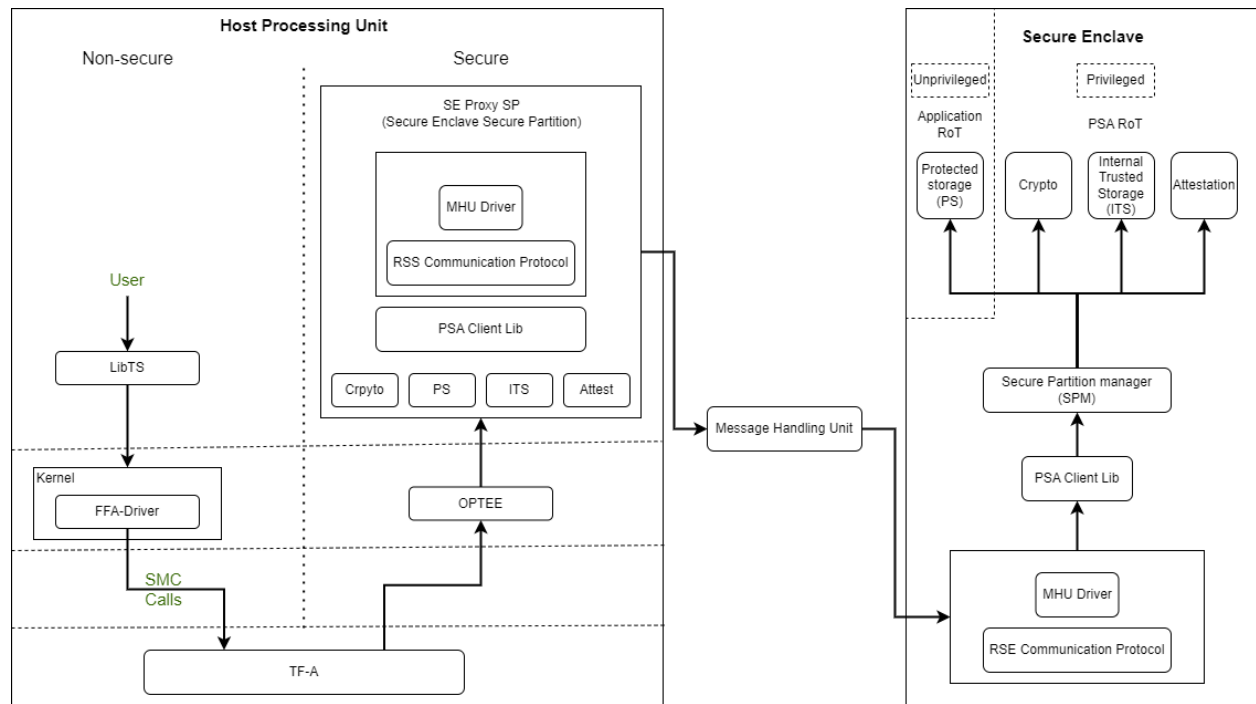 Host Processing Unit
Non-secure
Secure
SE Proxy SP
(Secure Enclave Secure Partition)
MHU Driver
RSS Communication Protocol
PSA Client Lib
Crpyto
PS
ITS
Attest
User
LibTS
Kernel
FFA-Driver
OPTEE
SMC
Calls
TF-A
Message Handling Unit
Secure Enclave
Unprivileged
Privileged
Application
RoT
PSA RoT
Protected
storage
(PS)
Crypto
Internal
Trusted
Storage
(ITS)
Attestation
Secure Partition manager
(SPM)
PSA Client Lib
MHU Driver
RSE Communication Protocol